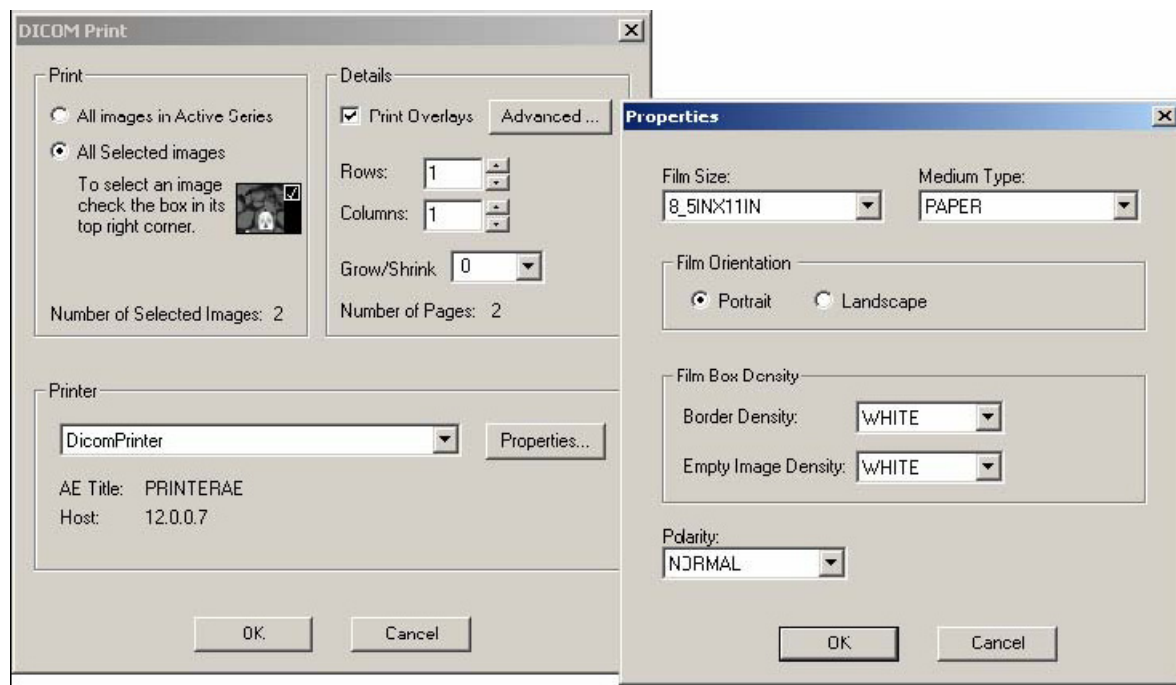 DICOM Print
Print
All images in Active Series
All Selected images
To select an image
check the box in its
top right corner.
Number of Selected Images: 2
Details
Print Overlays
Advanced ...
Rows: 1
Columns: 1
Grow/Shrink 0
Number of Pages: 2
Printer
DicomPrinter
Properties...
AE Title: PRINTERAE
Host: 12.0.0.7
OK
Cancel
Properties
Film Size:
8_5INX11IN
Medium Type:
PAPER
Film Orientation
Portrait
Landscape
Film Box Density
Border Density: WHITE
Empty Image Density: WHITE
Polarity:
NORMAL
OK
Cancel